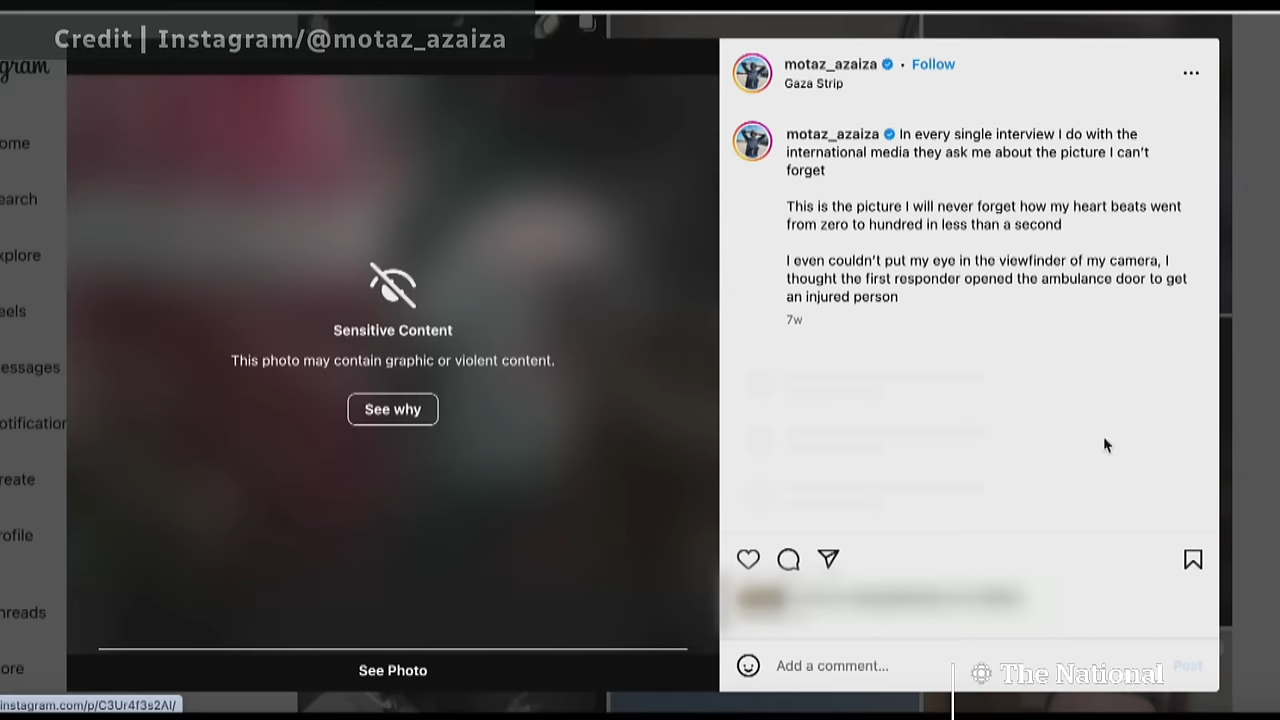 Credit | Instagram/@motaz_azaiza
gram
ome
earch
xplore
eels
essages
otification
reate
rofile
hreads
ore
Sensitive Content
This photo may contain graphic or violent content.
See why
See Photo
motaz_azaiza • Follow
Gaza Strip
motaz_azaiza In every single interview I do with the
international media they ask me about the picture I can't
forget
This is the picture I will never forget how my heart beats went
from zero to hundred in less than a second
I even couldn't put my eye in the viewfinder of my camera, I
thought the first responder opened the ambulance door to get
an injured person
7w
Add a comment...
Post
The National
instagram.com/p/C3Ur4f3s2AI/